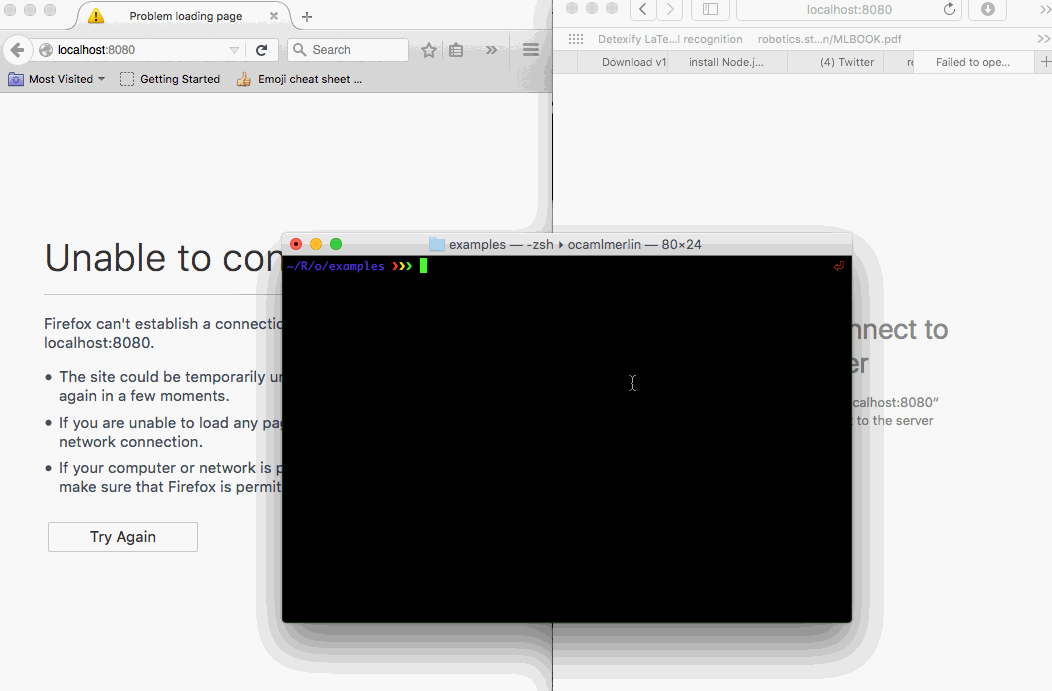 Problem loading page
localhost:8080
Search
Most Visited
Getting Started
Emoji cheat sheet ...
Unable to con
Firefox can't establish a connectio
localhost:8080.
• The site could be temporarily un
again in a few moments.
• If you are unable to load any pag
network connection.
• If your computer or network is p
make sure that Firefox is permit
Try Again
localhost:8080
Detexify LaTe...l recognition
robotics.st...n/MLBOOK.pdf
Download v1
install Node.j...
(4) Twitter
re
Failed to ope...
nnect to
er
calhost:8080”
t to the server
examples — -zsh ▸ ocamlmerlin — 80×24
~/R/o/examples ❯❯❯